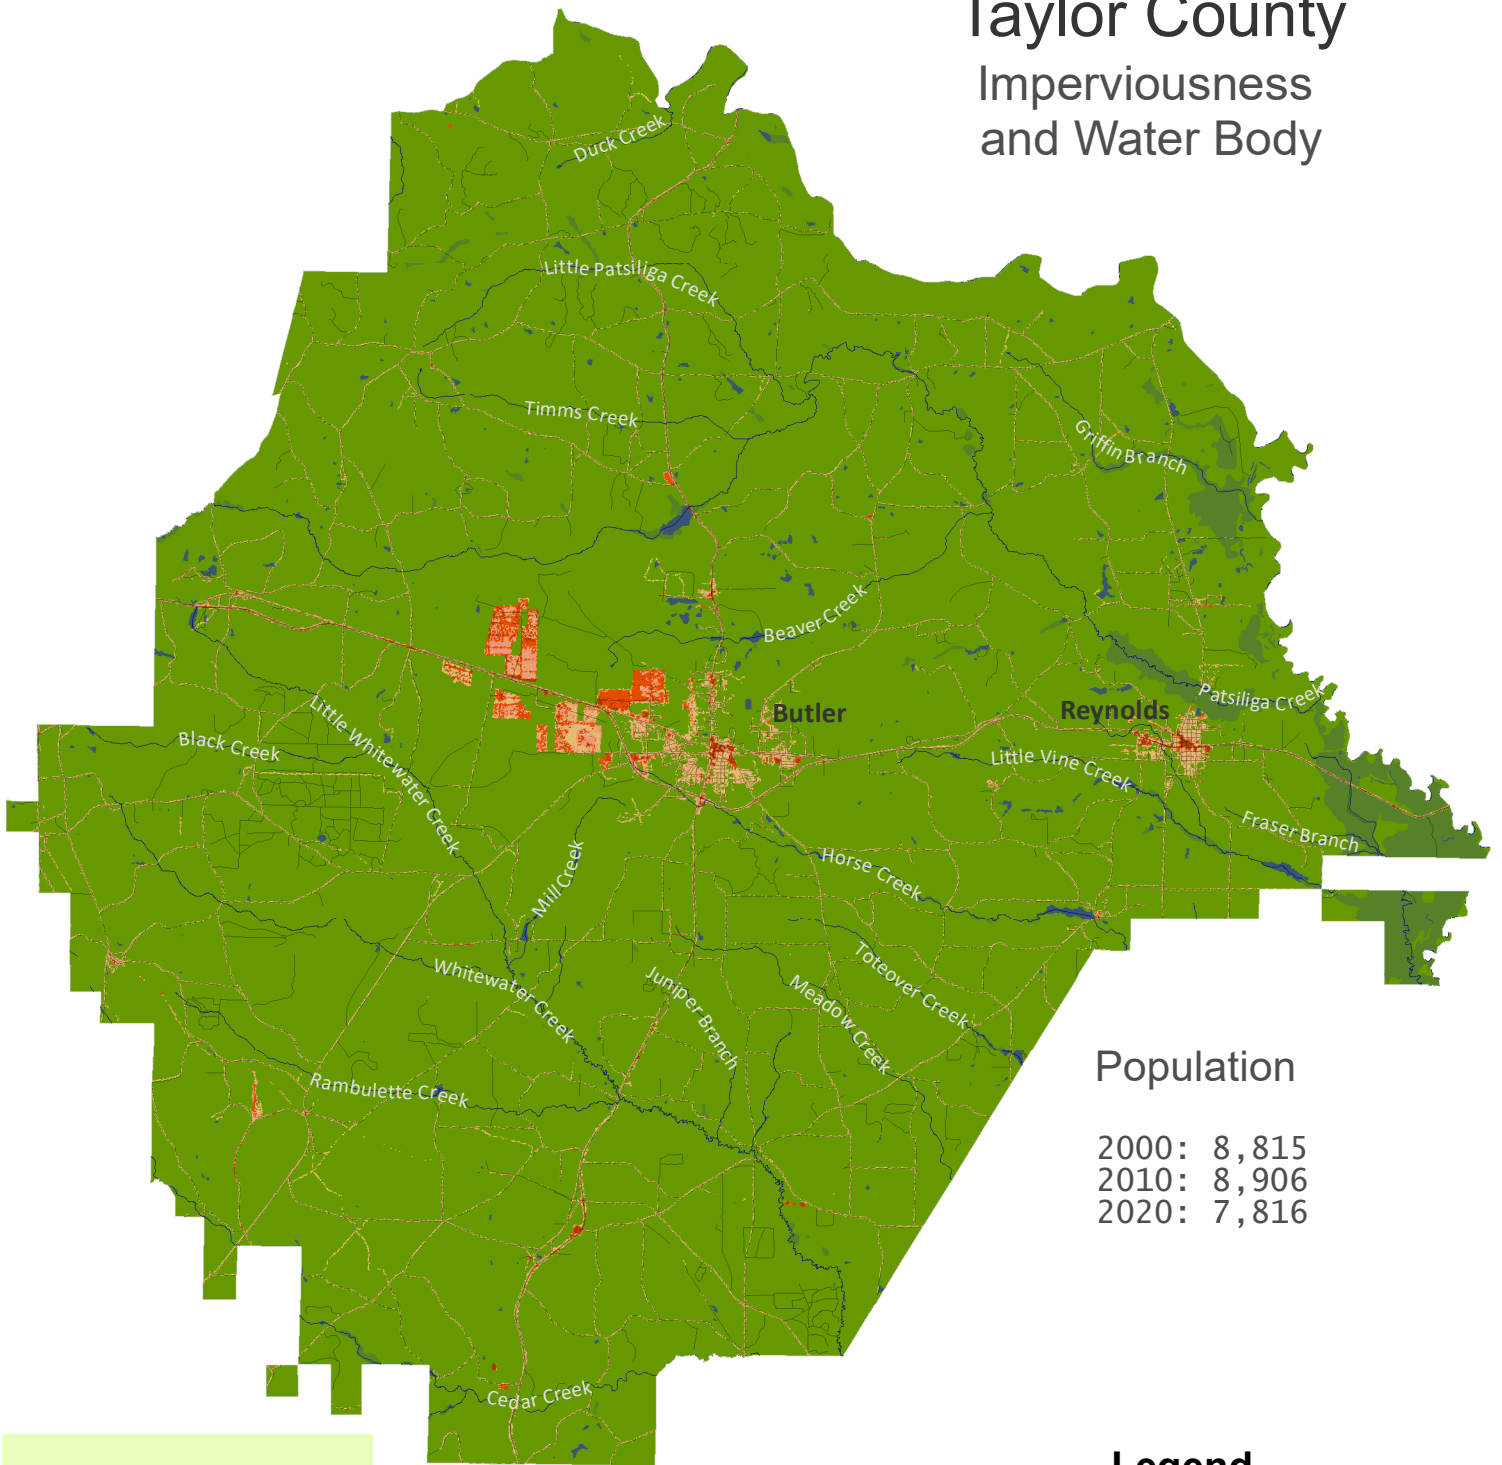 Taylor County
Imperviousness
and Water Body
Duck Creek
Little Patsiliga Creek
Timms Creek
Griffin Branch
Beaver Creek
Patsiliga Creek
Butler
Reynolds
Little Whitewater Creek
Black Creek
Little Vine Creek
Fraser Branch
Horse Creek
Mill Creek
Whitewater Creek
Juniper Branch
Meadow Creek
Toteover Creek
Rambulette Creek
Population
2000: 8,815
2010: 8,906
2020: 7,816
Cedar Creek
Legend